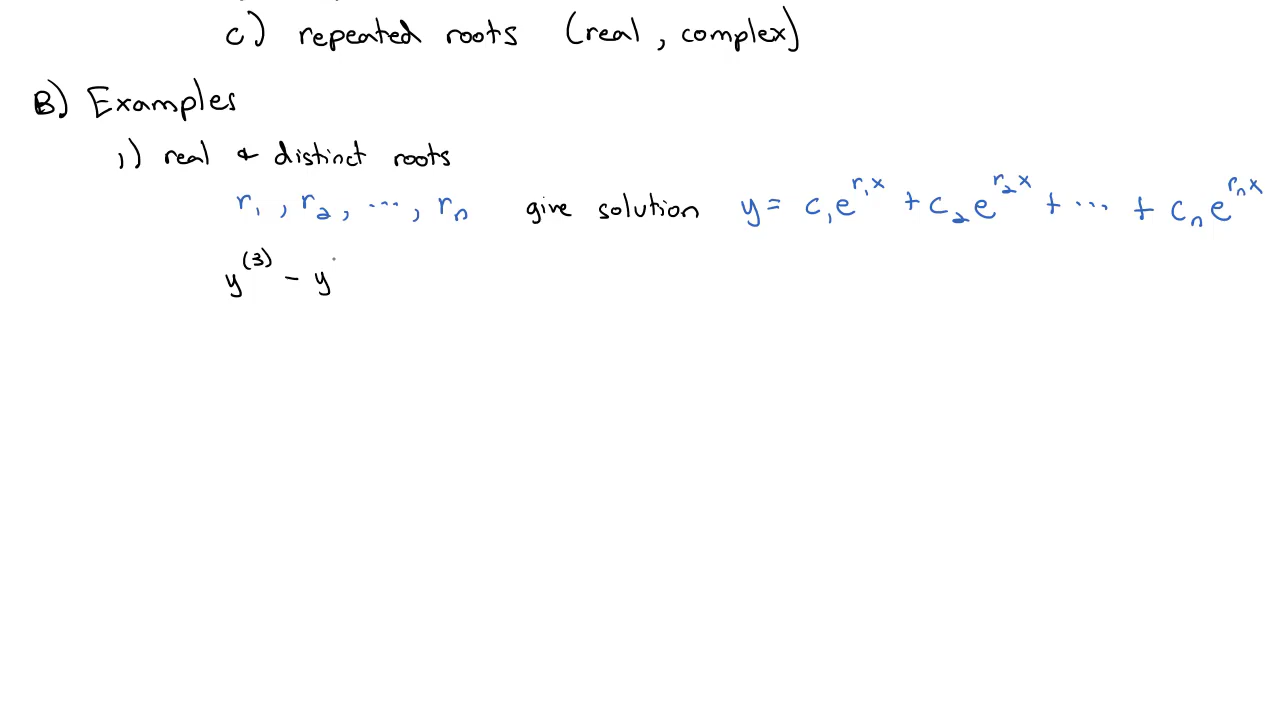 c) repeated roots (real, complex)
B) Examples
1) real & distinct roots
r₁, r₂, ..., rₙ give solution y = c₁e^{r₁x} + c₂e^{r₂x} + ... + cₙe^{rₙx}
y^{(3)} - y